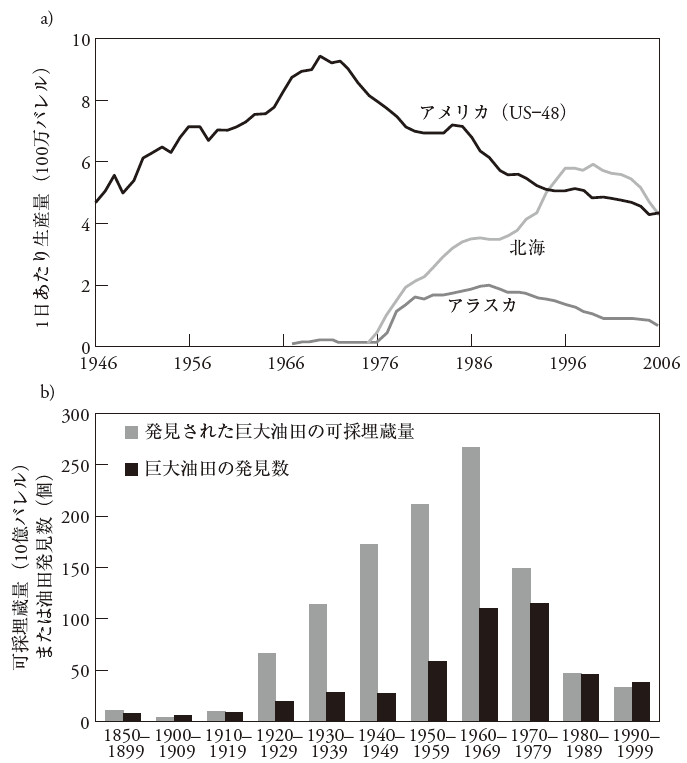 a)
1日あたり生産量（100万バレル）
10
8
6
4
2
0
アメリカ（US-48）
北海
アラスカ
1946 1956 1966 1976 1986 1996 2006
b)
可採埋蔵量（10億バレル）
または油田発見数（個）
300
250
200
150
100
50
0
発見された巨大油田の可採埋蔵量
巨大油田の発見数
1850– 1900– 1910– 1920– 1930– 1940– 1950– 1960– 1970– 1980– 1990–
1899 1909 1919 1929 1939 1949 1959 1969 1979 1989 1999